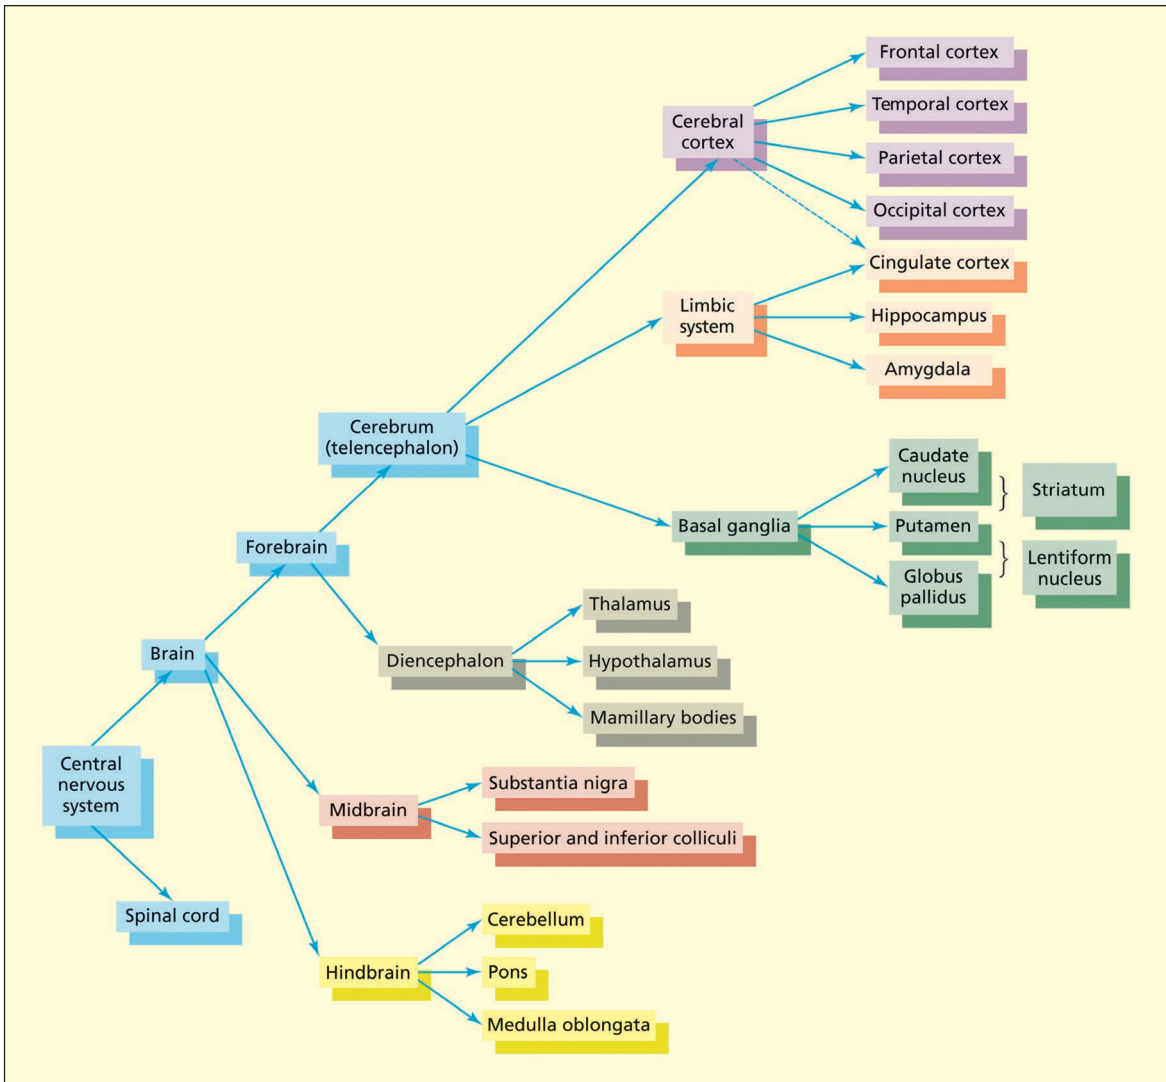 Frontal cortex
Temporal cortex
Cerebral
cortex
Parietal cortex
Occipital cortex
Cingulate cortex
Limbic
system
Hippocampus
Amygdala
Cerebrum
(telencephalon)
Caudate
nucleus
}
Striatum
Basal ganglia
Putamen
}
Lentiform
nucleus
Globus
pallidus
Forebrain
Thalamus
Brain
Diencephalon
Hypothalamus
Mamillary bodies
Central
nervous
system
Substantia nigra
Midbrain
Superior and inferior colliculi
Spinal cord
Cerebellum
Hindbrain
Pons
Medulla oblongata